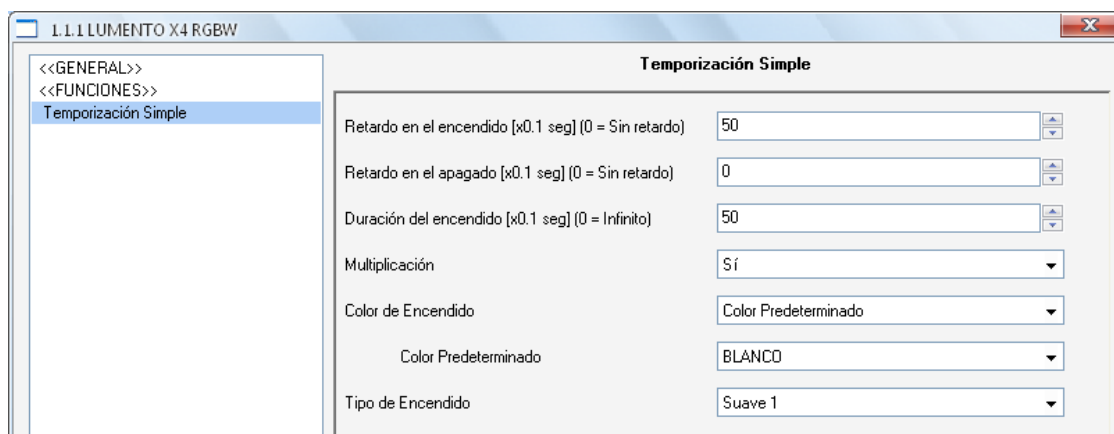 1.1.1 LUMENTO X4 RGBW
<<GENERAL>>
<<FUNCIONES>>
Temporización Simple
Temporización Simple
Retardo en el encendido [x0.1 seg] (0 = Sin retardo) 50
Retardo en el apagado [x0.1 seg] (0 = Sin retardo) 0
Duración del encendido [x0.1 seg] (0 = Infinito) 50
Multiplicación Sí
Color de Encendido Color Predeterminado
Color Predeterminado BLANCO
Tipo de Encendido Suave 1